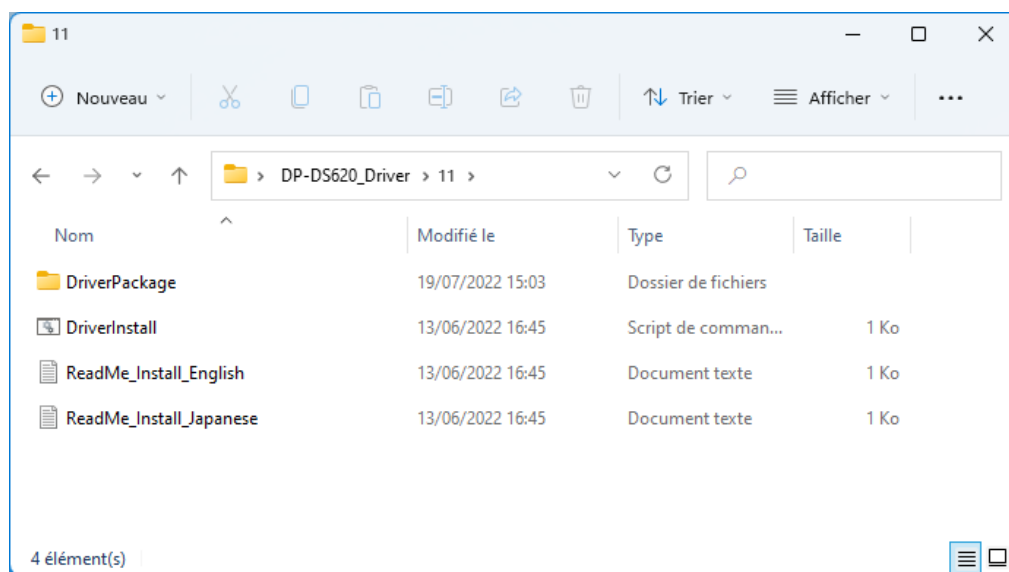 11
Nouveau Trier Afficher ...
DP-DS620_Driver > 11 >
Nom Modifié le Type Taille
DriverPackage 19/07/2022 15:03 Dossier de fichiers
DriverInstall 13/06/2022 16:45 Script de comman... 1 Ko
ReadMe_Install_English 13/06/2022 16:45 Document texte 1 Ko
ReadMe_Install_Japanese 13/06/2022 16:45 Document texte 1 Ko
4 élément(s)